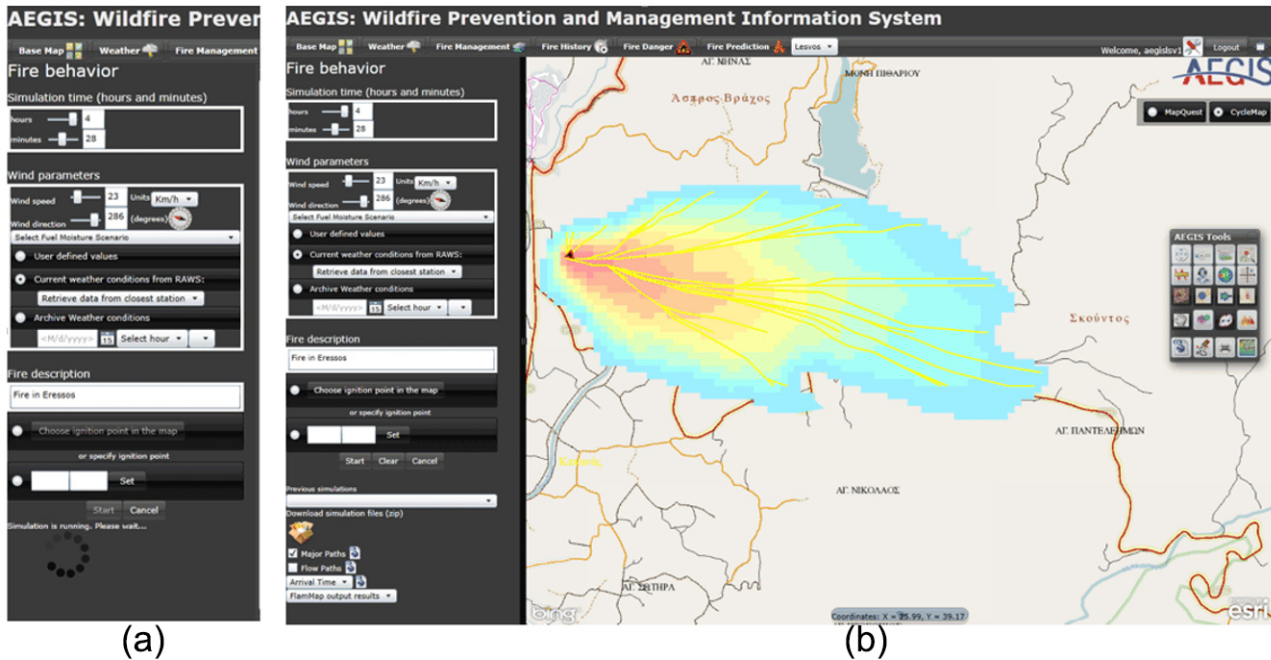 AEGIS: Wildfire Preven
Base Map
Weather
Fire Management
Fire behavior
Simulation time (hours and minutes)
hours 4
minutes 28
Wind parameters
Wind speed 23 Units Km/h
Wind direction 286 (degrees)
Select Fuel Moisture Scenario
User defined values
Current weather conditions from RAWS:
Retrieve data from closest station
Archive Weather conditions
<M/d/yyyy> 15 Select hour
Fire description
Fire in Eressos
Choose ignition point in the map
or specify ignition point
Set
Start Cancel
Simulation is running. Please wait...
(a)
AEGIS: Wildfire Prevention and Management Information System
Base Map Weather Fire Management Fire History Fire Danger Fire Prediction Lesvos
Welcome, aegislsv1 Logout
Fire behavior
Simulation time (hours and minutes)
hours 4
minutes 28
Wind parameters
Wind speed 23 Units Km/h
Wind direction 286 (degrees)
Select Fuel Moisture Scenario
User defined values
Current weather conditions from RAWS:
Retrieve data from closest station
Archive Weather conditions
<M/d/yyyy> 15 Select hour
Fire description
Fire in Eressos
Choose ignition point in the map
or specify ignition point
Set
Start Clear Cancel
Previous simulations
Download simulation files (zip)
Major Paths
Flow Paths
Arrival Time
FlamMap output results
ΑΓ. ΜΗΝΑΣ
ΜΟΝΗ ΠΙΘΑΡΙΟΥ
Άσπρος Βράχος
AEGIS
MapQuest CycleMap
AEGIS Tools
Σκούντος
ΑΓ. ΠΑΝΤΕΛΕΗΜΩΝ
ΑΓ. ΝΙΚΟΛΑΟΣ
ΑΓ. ΣΩΤΗΡΑ
bing
Coordinates: X = 25.99, Y = 39.17
esri
(b)